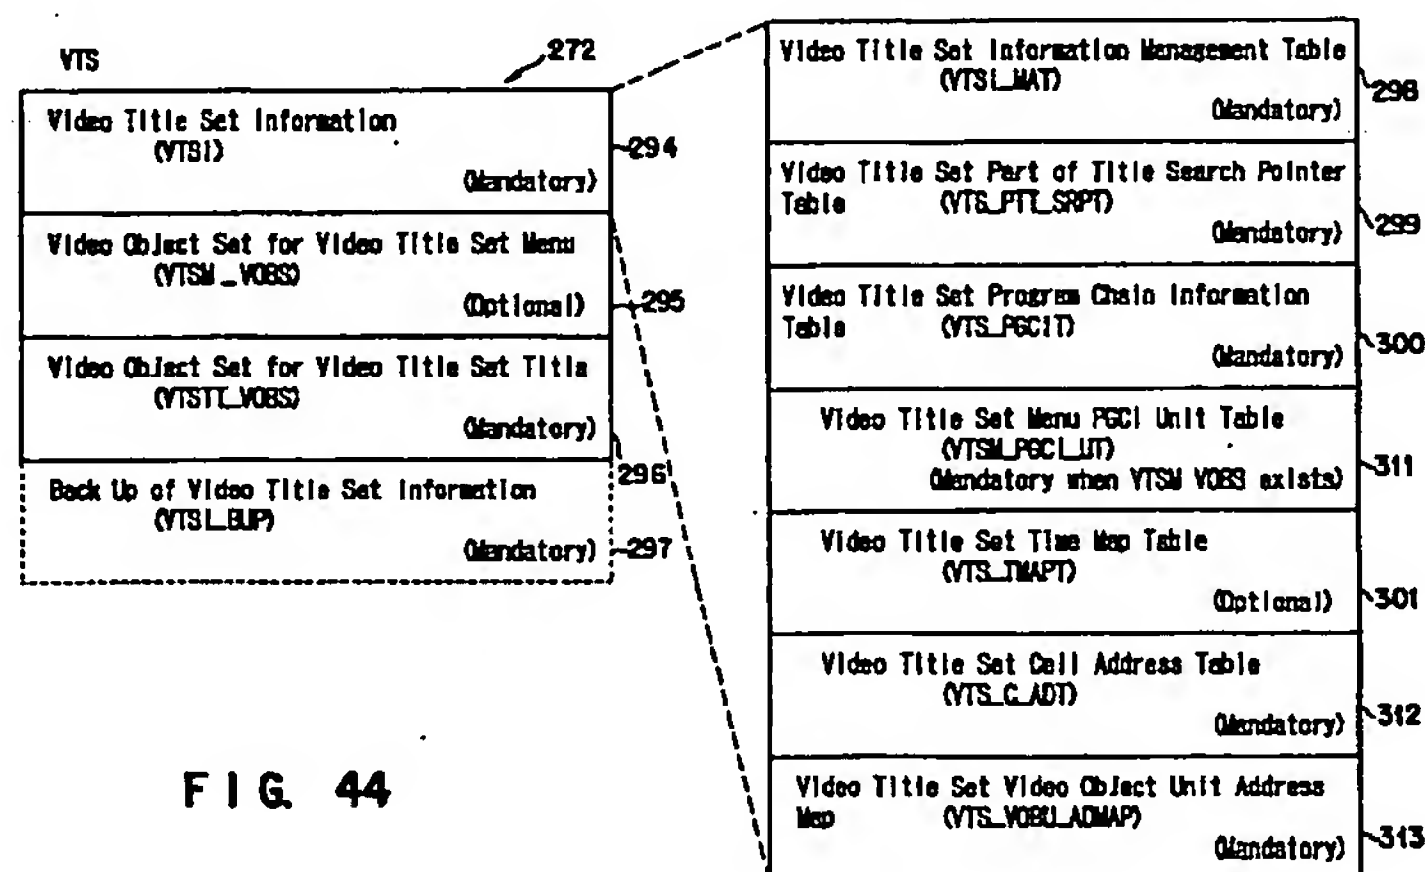 VTS
272
Video Title Set Information
(VTSI)
(Mandatory)
294
Video Object Set for Video Title Set Menu
(VTSM_VOBS)
(Optional)
295
Video Object Set for Video Title Set Title
(VTSTT_VOBS)
(Mandatory)
296
Back Up of Video Title Set Information
(VTSI_BUP)
(Mandatory)
297
Video Title Set Information Management Table
(VTSI_MAT)
(Mandatory)
298
Video Title Set Part of Title Search Pointer
Table (VTS_PTT_SRPT)
(Mandatory)
299
Video Title Set Program Chain Information
Table (VTS_PGCIT)
(Mandatory)
300
Video Title Set Menu PGCI Unit Table
(VTSM_PGCI_UT)
(Mandatory when VTSM VOBS exists)
311
Video Title Set Time Map Table
(VTS_TMAPT)
(Optional)
301
Video Title Set Cell Address Table
(VTS_C_ADT)
(Mandatory)
312
Video Title Set Video Object Unit Address
Map (VTS_VOBU_ADMAP)
(Mandatory)
313
FIG. 44